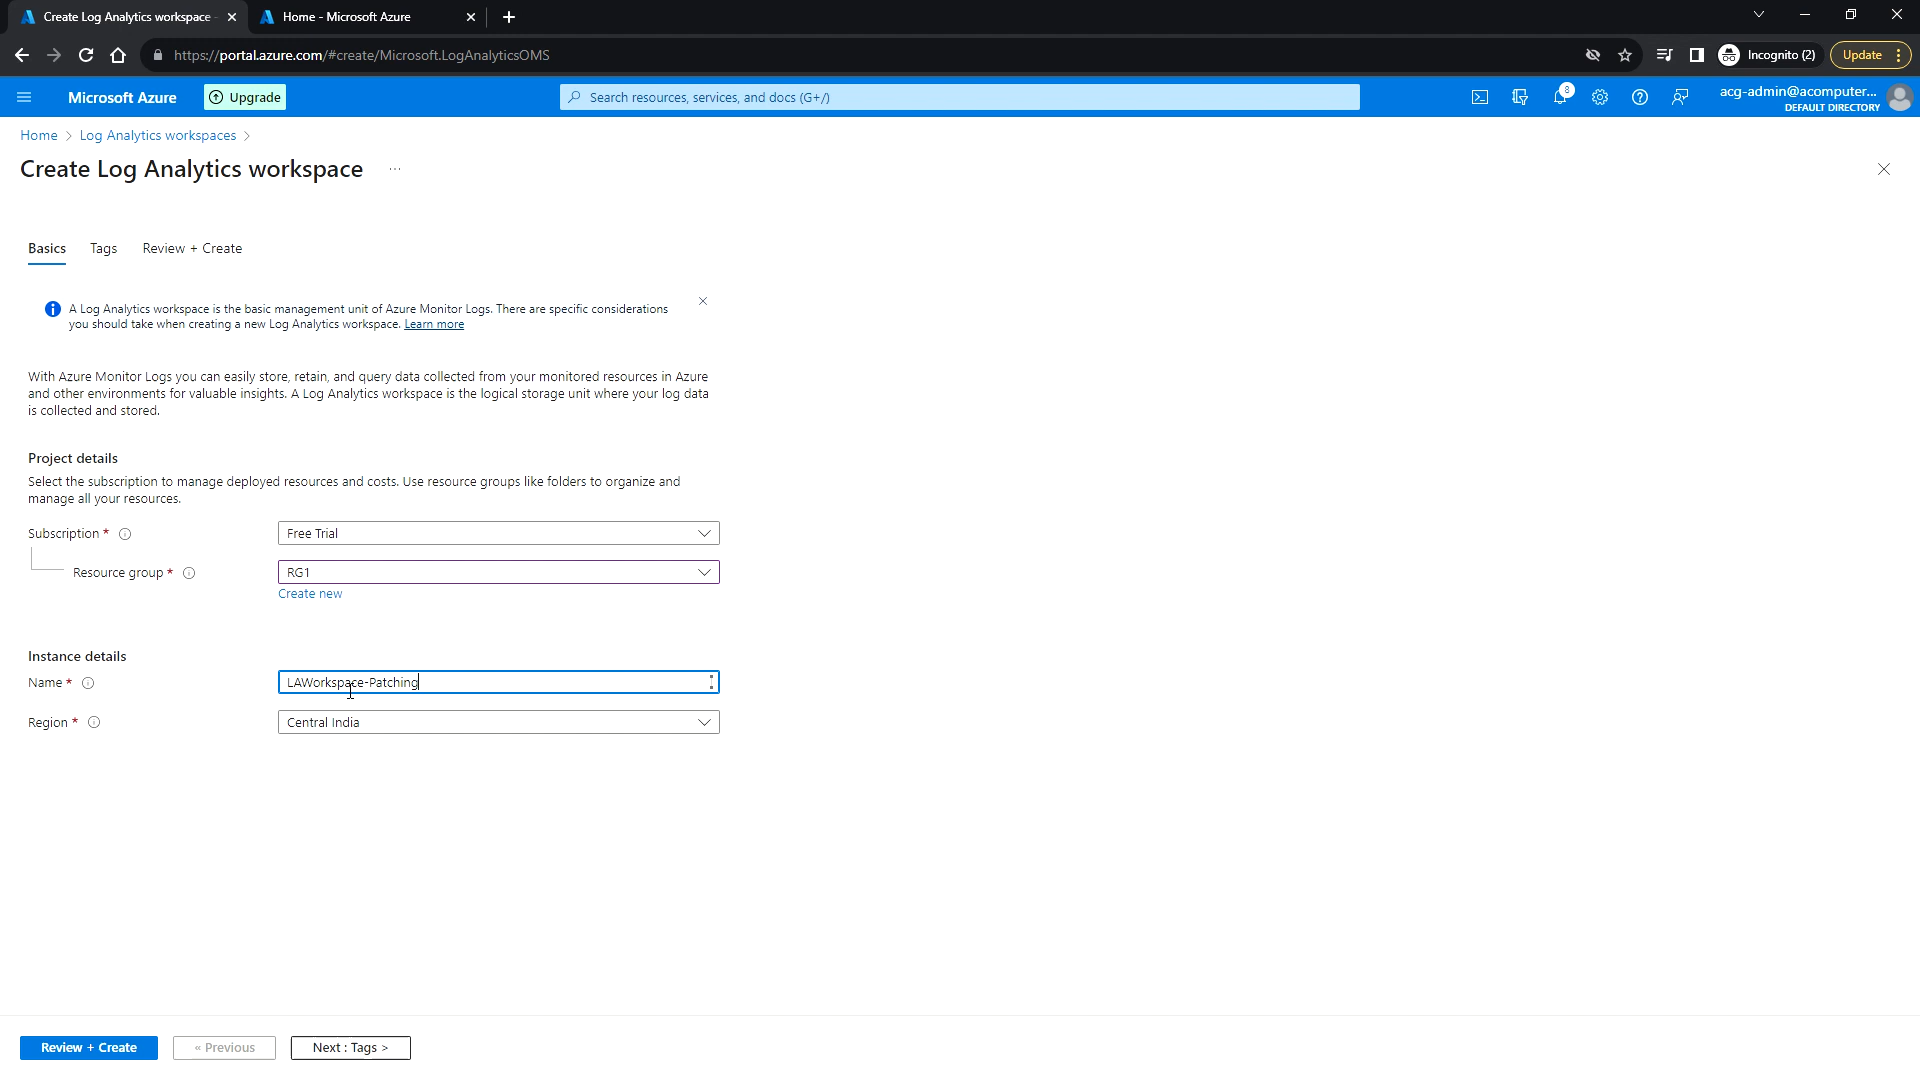 Create Log Analytics workspace -
Home - Microsoft Azure
https://portal.azure.com/#create/Microsoft.LogAnalyticsOMS
Incognito (2)
Update
Microsoft Azure
Upgrade
Search resources, services, and docs (G+/)
8
acg-admin@acomputer...
DEFAULT DIRECTORY
Home > Log Analytics workspaces >
Create Log Analytics workspace ...
Basics
Tags
Review + Create
A Log Analytics workspace is the basic management unit of Azure Monitor Logs. There are specific considerations
you should take when creating a new Log Analytics workspace. Learn more
With Azure Monitor Logs you can easily store, retain, and query data collected from your monitored resources in Azure
and other environments for valuable insights. A Log Analytics workspace is the logical storage unit where your log data
is collected and stored.
Project details
Select the subscription to manage deployed resources and costs. Use resource groups like folders to organize and
manage all your resources.
Subscription *
Free Trial
Resource group *
RG1
Create new
Instance details
Name *
LAWorkspace-Patching
Region *
Central India
Review + Create
« Previous
Next : Tags >